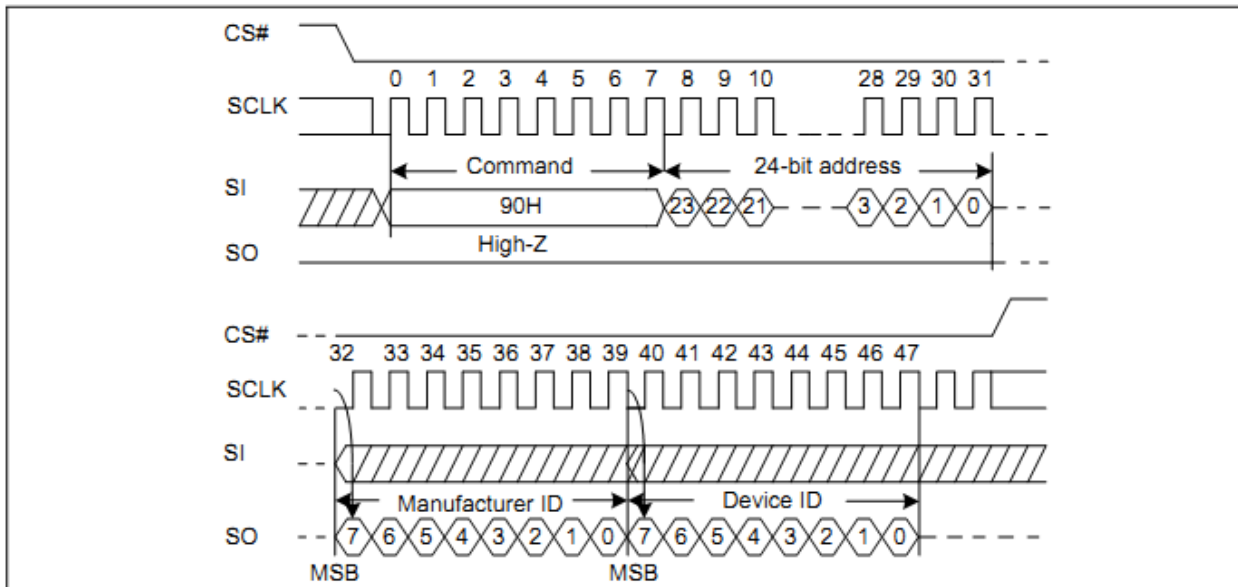 CS#
0 1 2 3 4 5 6 7 8 9 10 28 29 30 31
SCLK
Command 24-bit address
SI
90H 23 22 21 3 2 1 0
High-Z
SO
CS#
32 33 34 35 36 37 38 39 40 41 42 43 44 45 46 47
SCLK
SI
Manufacturer ID Device ID
SO 7 6 5 4 3 2 1 0 7 6 5 4 3 2 1 0
MSB MSB